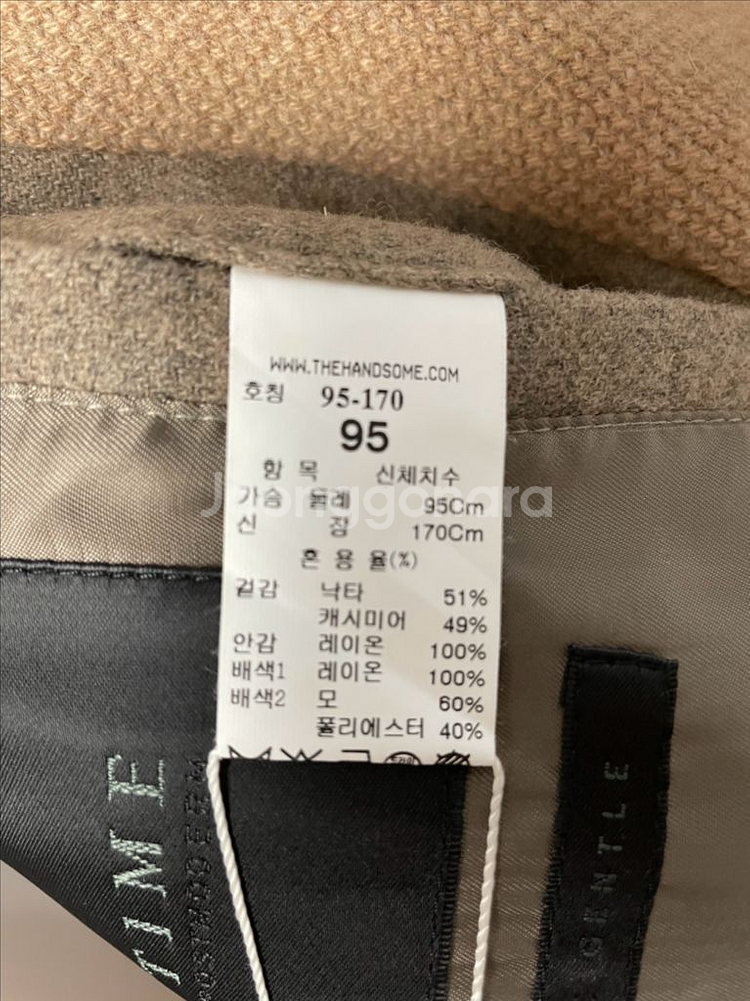 WWW.THEHANDSOME.COM
호칭 95-170
95
항 목 신체치수
가슴 둘레 95Cm
신 장 170Cm
혼 용 율(%)
겉감 낙타 51%
캐시미어 49%
안감 레이온 100%
배색1 레이온 100%
배색2 모 60%
폴리에스터 40%
Joonggonara
TIME
GENTLE